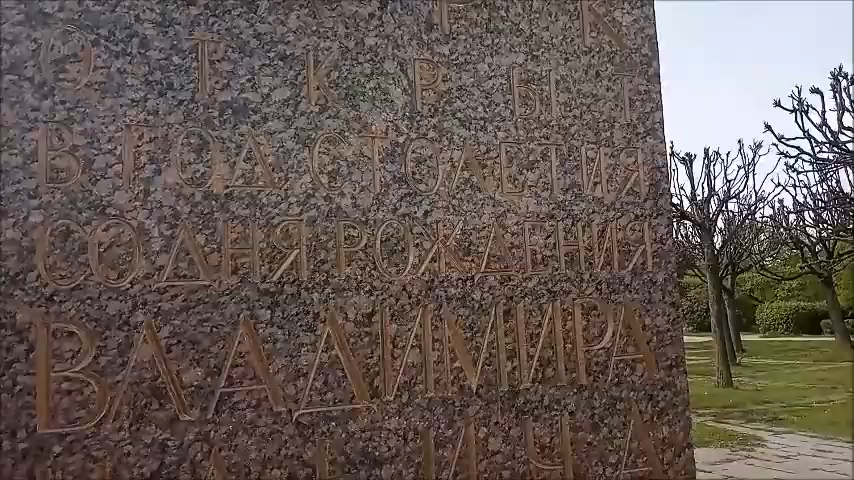 ОТКРЫТ
В ГОД СТОЛЕТИЯ
СО ДНЯ РОЖДЕНИЯ
ВЛАДИМИРА